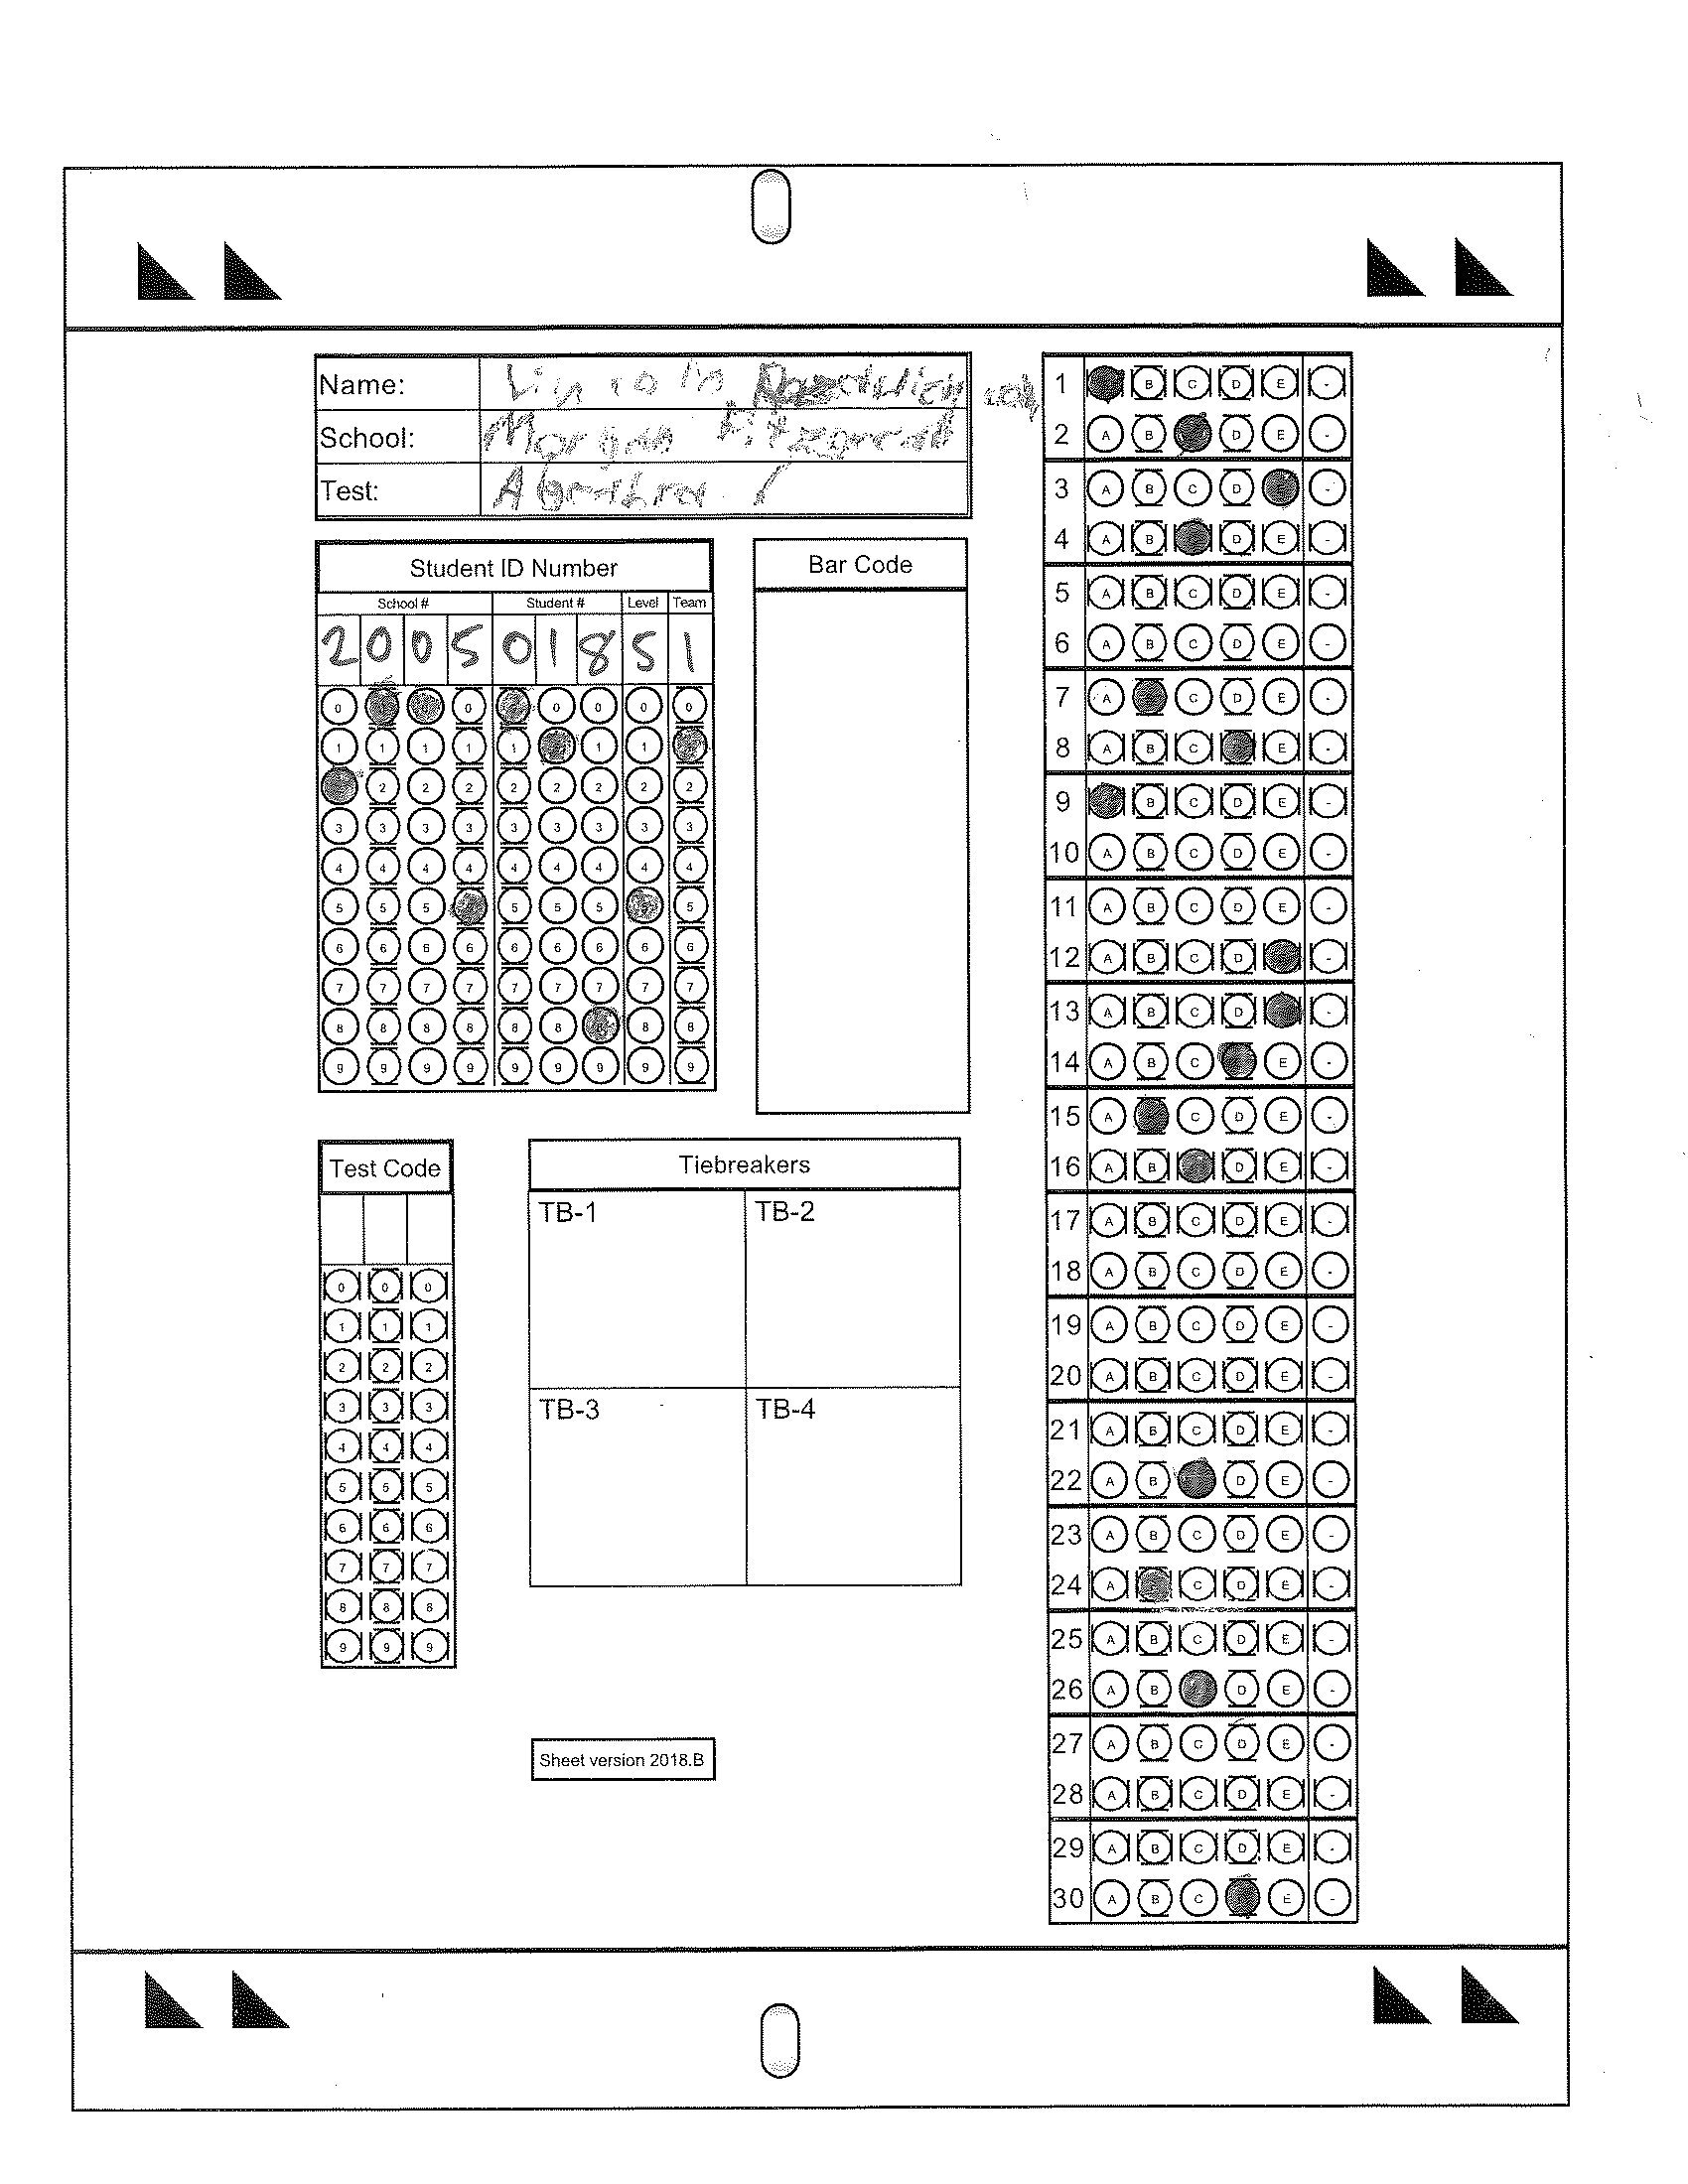 Name:
School: Morgan Fitzgerald
Test: Algebra 1
Student ID Number
School # Student # Level Team
2 0 0 5 0 1 8 5 1
0 0 0 0 0 0
1 1 1 1 1 1 1
2 2 2 2 2 2 2 2
3 3 3 3 3 3 3 3 3
4 4 4 4 4 4 4 4 4
5 5 5 5 5 5 5
6 6 6 6 6 6 6 6 6
7 7 7 7 7 7 7 7 7
8 8 8 8 8 8 8 8
9 9 9 9 9 9 9 9 9
Bar Code
Test Code
0 0 0
1 1 1
2 2 2
3 3 3
4 4 4
5 5 5
6 6 6
7 7 7
8 8 8
9 9 9
Tiebreakers
TB-1 TB-2
TB-3 TB-4
Sheet version 2018.B
1 B C D E -
2 A B D E -
3 A B C D E -
4 A B D E -
5 A B C D E -
6 A B C D E -
7 A C D E -
8 A B C E -
9 B C D E -
10 A B C D E -
11 A B C D E -
12 A B C D -
13 A B C D -
14 A B C E -
15 A C D E -
16 A B D E -
17 A B C D E -
18 A B C D E -
19 A B C D E -
20 A B C D E -
21 A B C D E -
22 A B D E -
23 A B C D E -
24 A C D E -
25 A B C D E -
26 A B D E -
27 A B C D E -
28 A B C D E -
29 A B C D E -
30 A B C E -